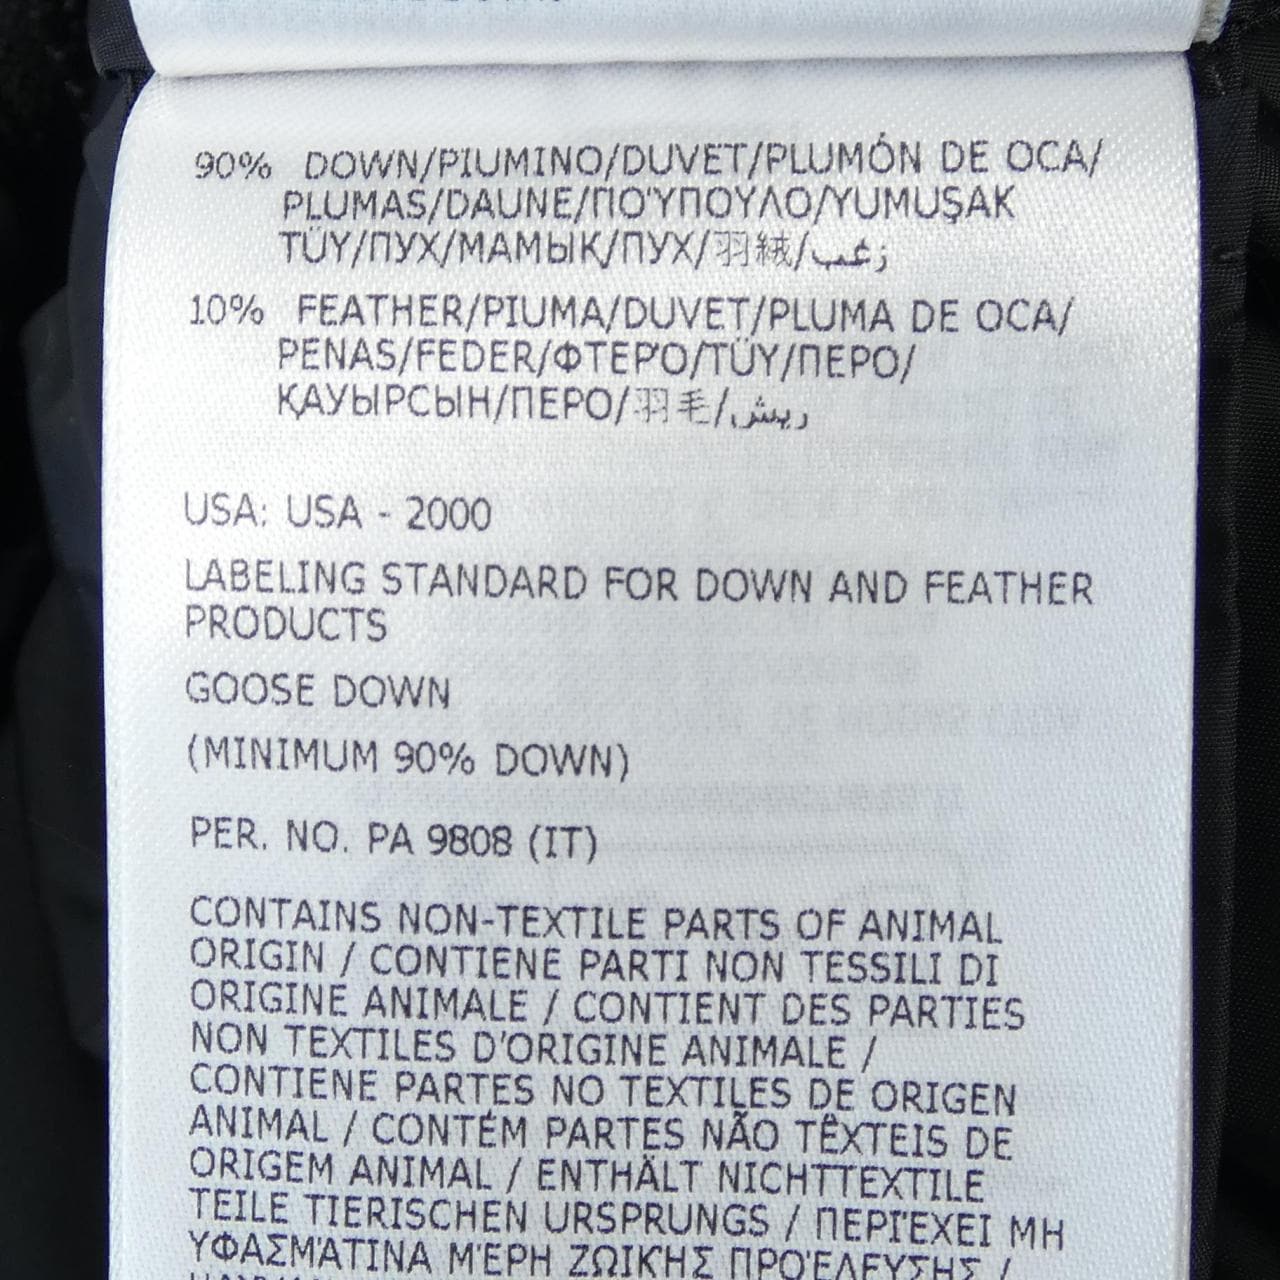 90% DOWN/PIUMINO/DUVET/PLUMÓN DE OCA/
PLUMAS/DAUNE/ΠΟΎΠΟΥΛΟ/YUMUŞAK
TÜY/ПУХ/МАМЫҚ/ПУХ/羽絨/زغب
10% FEATHER/PIUMA/DUVET/PLUMA DE OCA/
PENAS/FEDER/ΦΤΕΡΌ/TÜY/ПЕРО/
ҚАУЫРСЫН/ПЕРО/羽毛/ريش
USA: USA - 2000
LABELING STANDARD FOR DOWN AND FEATHER
PRODUCTS
GOOSE DOWN
(MINIMUM 90% DOWN)
PER. NO. PA 9808 (IT)
CONTAINS NON-TEXTILE PARTS OF ANIMAL
ORIGIN / CONTIENE PARTI NON TESSILI DI
ORIGINE ANIMALE / CONTIENT DES PARTIES
NON TEXTILES D'ORIGINE ANIMALE /
CONTIENE PARTES NO TEXTILES DE ORIGEN
ANIMAL / CONTÉM PARTES NÃO TÊXTEIS DE
ORIGEM ANIMAL / ENTHÄLT NICHTTEXTILE
TEILE TIERISCHEN URSPRUNGS / ΠΕΡΙΈΧΕΙ ΜΗ
ΥΦΑΣΜΆΤΙΝΑ ΜΈΡΗ ΖΩΙΚΉΣ ΠΡΟΈΛΕΥΣΗΣ /